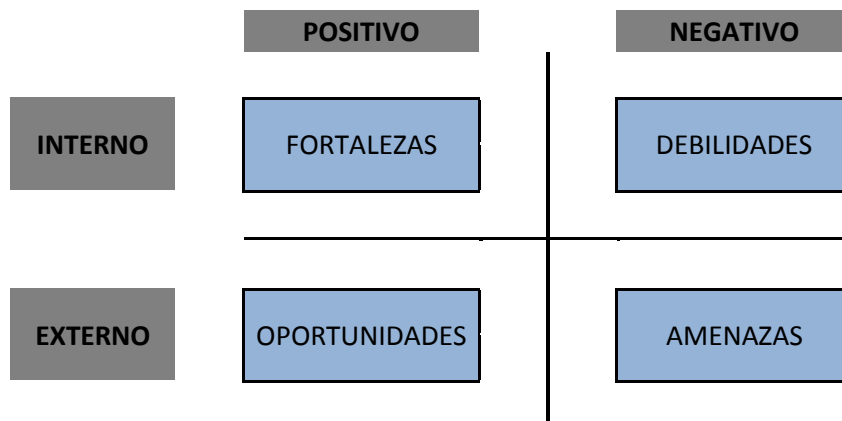 POSITIVO
NEGATIVO
INTERNO
FORTALEZAS
DEBILIDADES
EXTERNO
OPORTUNIDADES
AMENAZAS